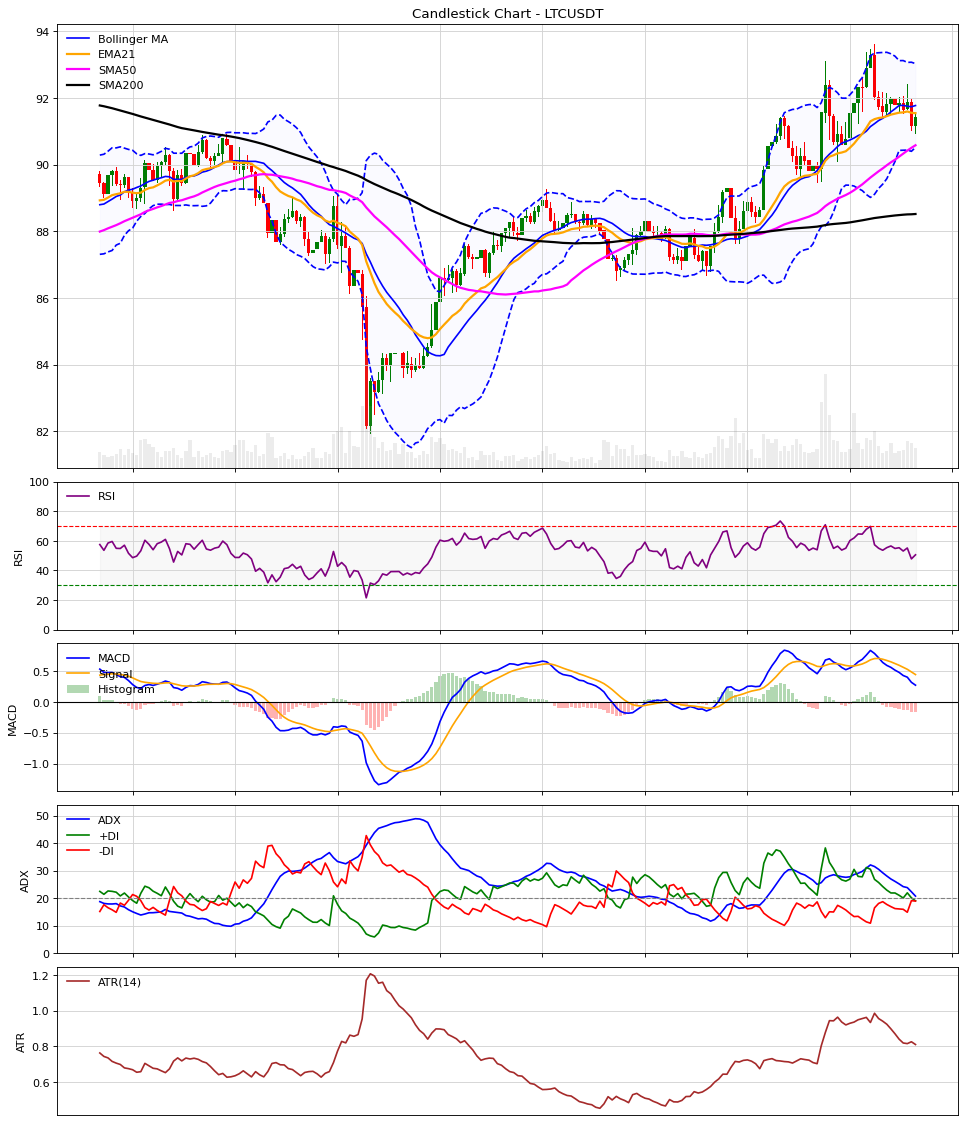 Candlestick Chart - LTCUSDT
Bollinger MA
EMA21
SMA50
SMA200
94
92
90
88
86
84
82
RSI
RSI
100
80
60
40
20
0
MACD
Signal
Histogram
MACD
0.5
0.0
−0.5
−1.0
ADX
+DI
-DI
ADX
50
40
30
20
10
0
ATR(14)
ATR
1.2
1.0
0.8
0.6